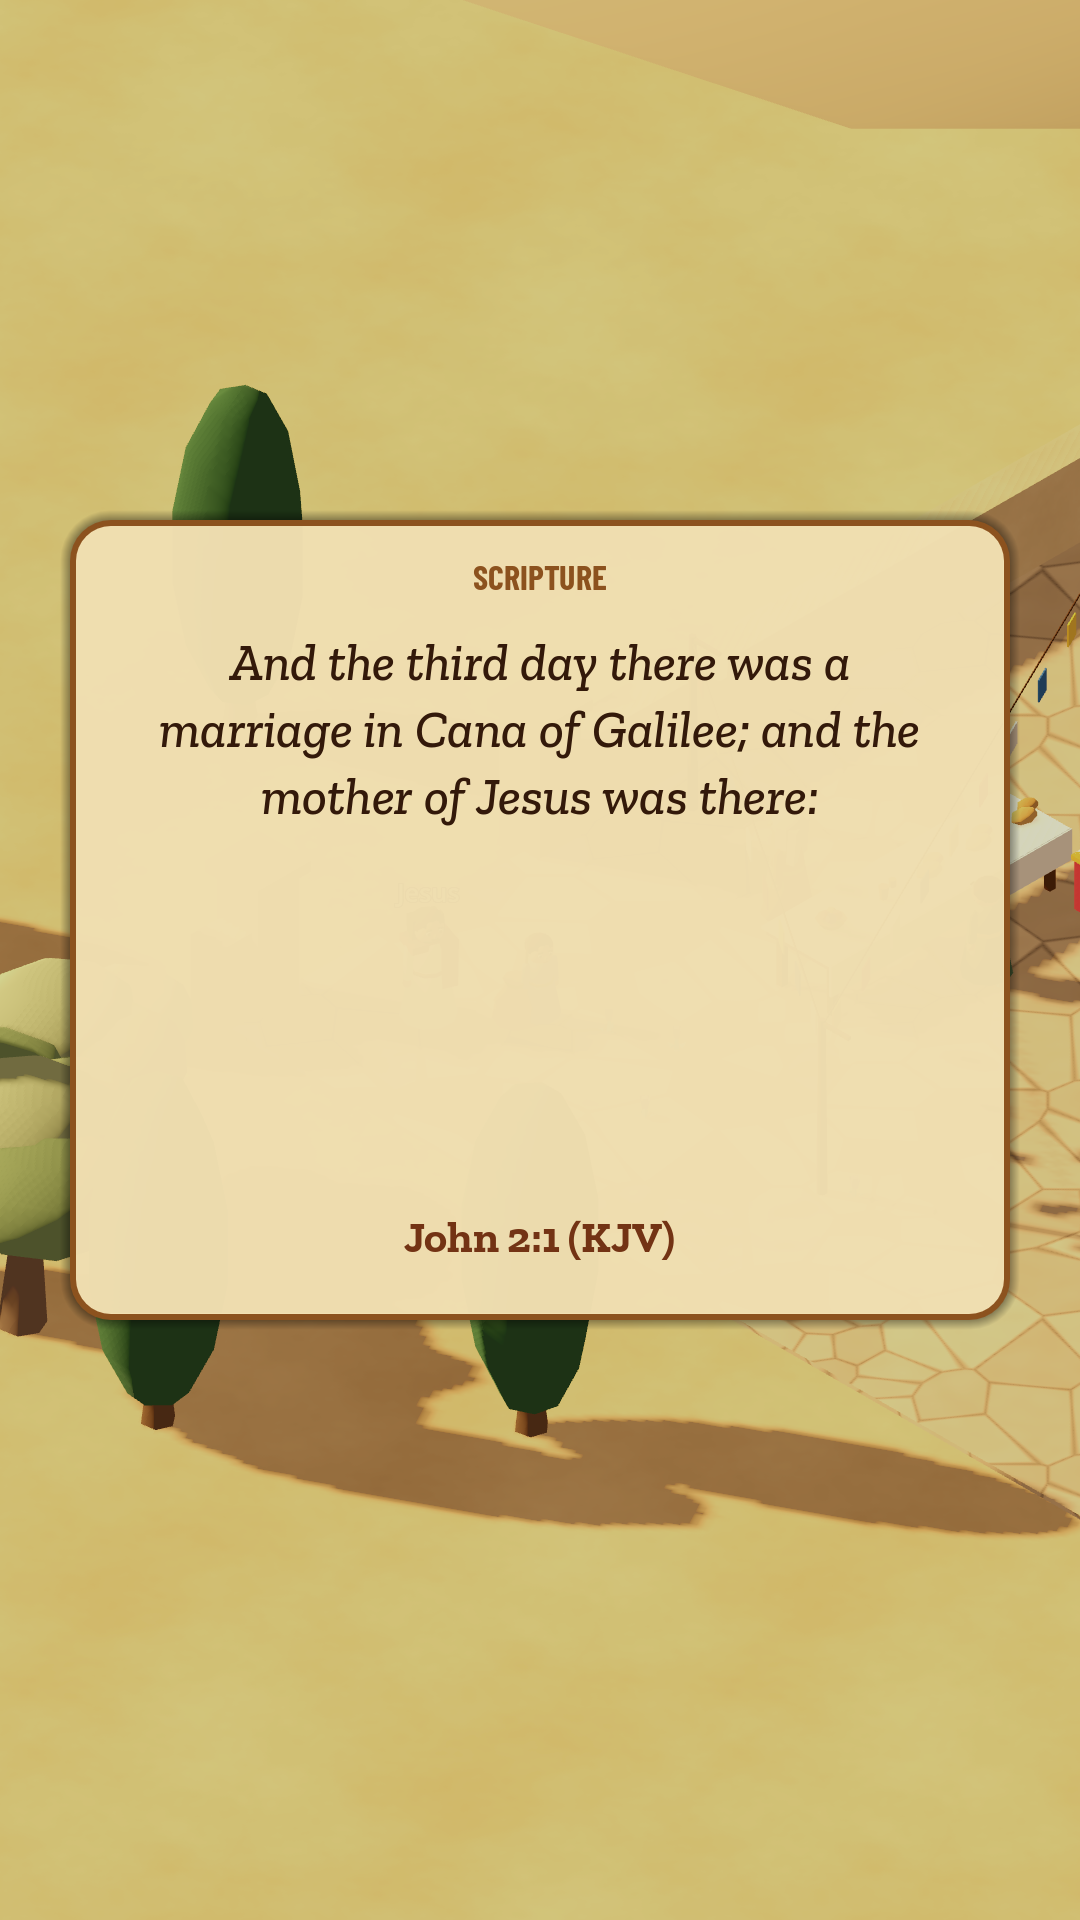 SCRIPTURE
And the third day there was a
marriage in Cana of Galilee; and the
mother of Jesus was there:
Jesus
John 2:1 (KJV)